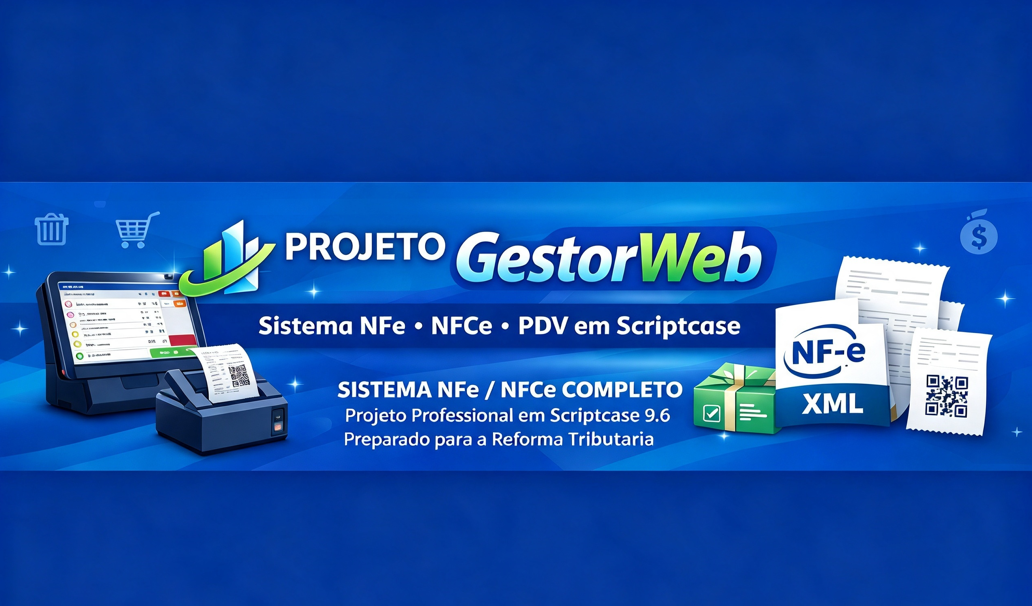 PROJETO GestorWeb
Sistema NFe • NFCe • PDV em Scriptcase
SISTEMA NFe / NFCe COMPLETO
Projeto Professional em Scriptcase 9.6
Preparado para a Reforma Tributaria
NF-e
XML
$